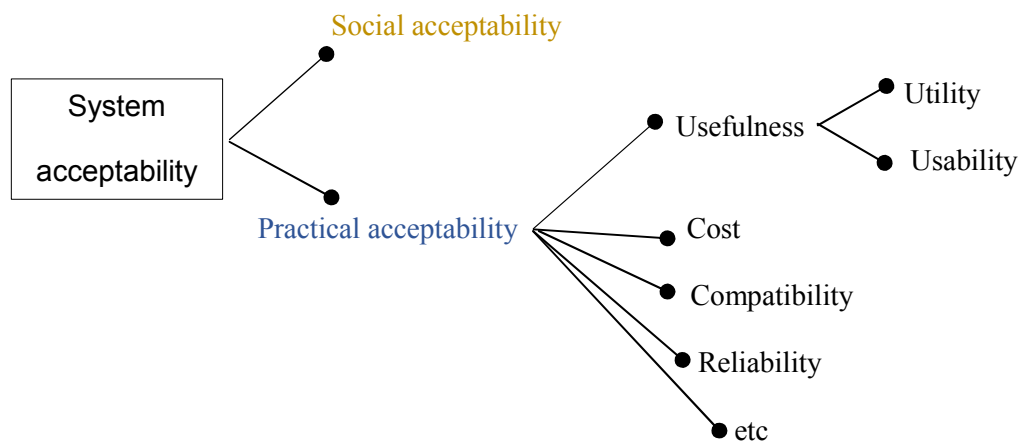 Social acceptability
System
acceptability
Practical acceptability
Usefulness
Utility
Usability
Cost
Compatibility
Reliability
etc